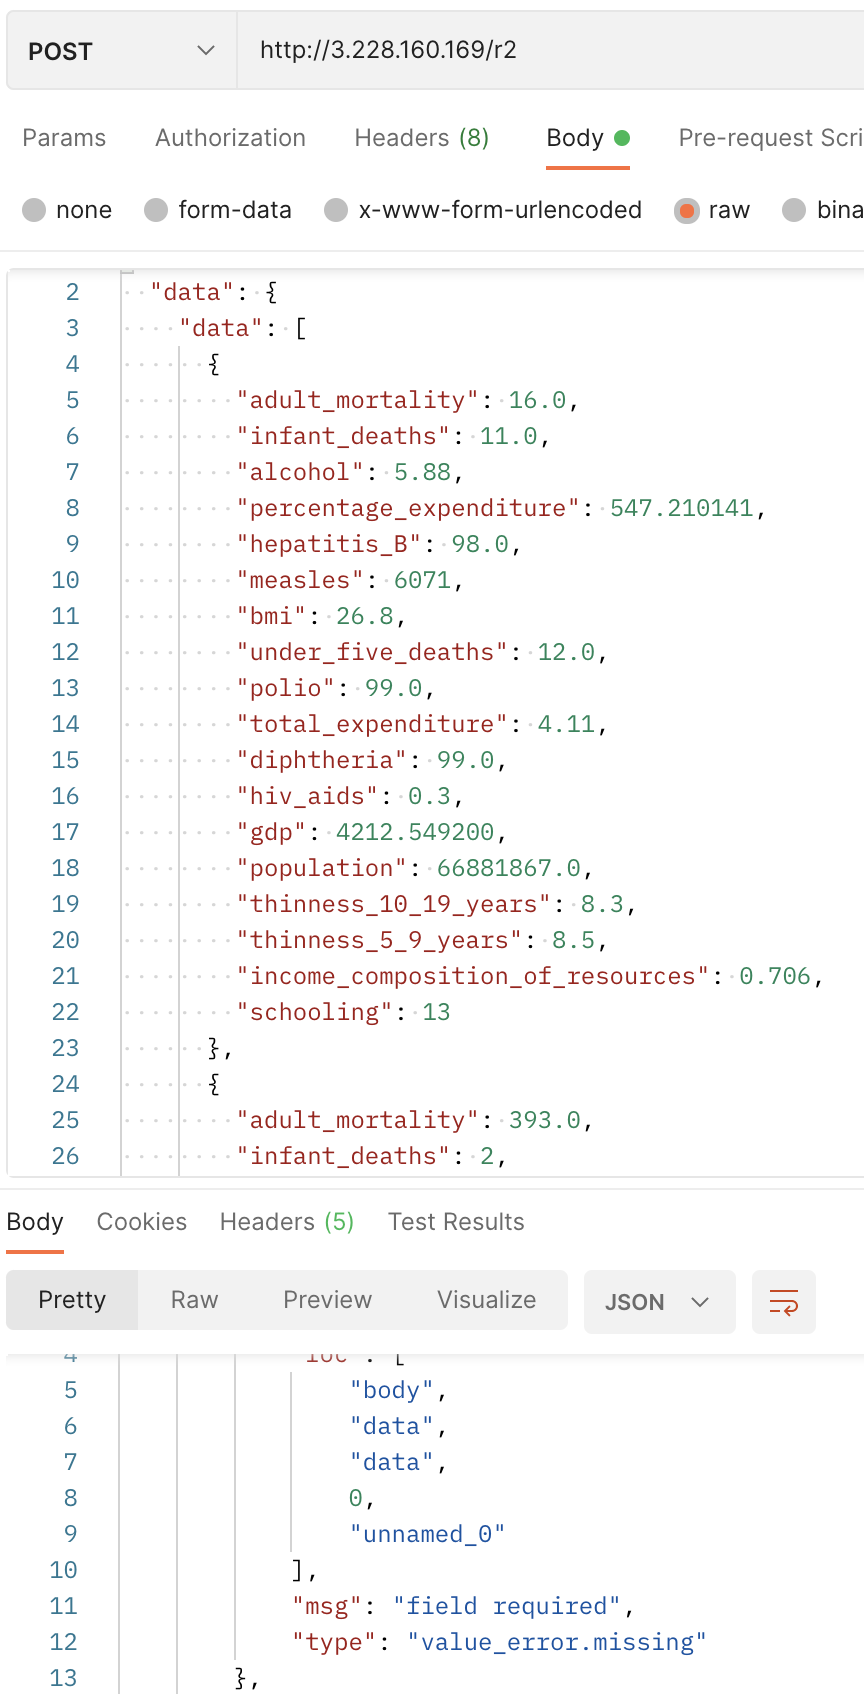 POST http://3.228.160.169/r2
Params Authorization Headers (8) Body Pre-request Scri
none form-data x-www-form-urlencoded raw bina
2 "data": {
3 "data": [
4 {
5 "adult_mortality": 16.0,
6 "infant_deaths": 11.0,
7 "alcohol": 5.88,
8 "percentage_expenditure": 547.210141,
9 "hepatitis_B": 98.0,
10 "measles": 6071,
11 "bmi": 26.8,
12 "under_five_deaths": 12.0,
13 "polio": 99.0,
14 "total_expenditure": 4.11,
15 "diphtheria": 99.0,
16 "hiv_aids": 0.3,
17 "gdp": 4212.549200,
18 "population": 66881867.0,
19 "thinness_10_19_years": 8.3,
20 "thinness_5_9_years": 8.5,
21 "income_composition_of_resources": 0.706,
22 "schooling": 13
23 },
24 {
25 "adult_mortality": 393.0,
26 "infant_deaths": 2,
Body Cookies Headers (5) Test Results
Pretty Raw Preview Visualize JSON
4 "loc": [
5 "body",
6 "data",
7 "data",
8 0,
9 "unnamed_0"
10 ],
11 "msg": "field required",
12 "type": "value_error.missing"
13 },